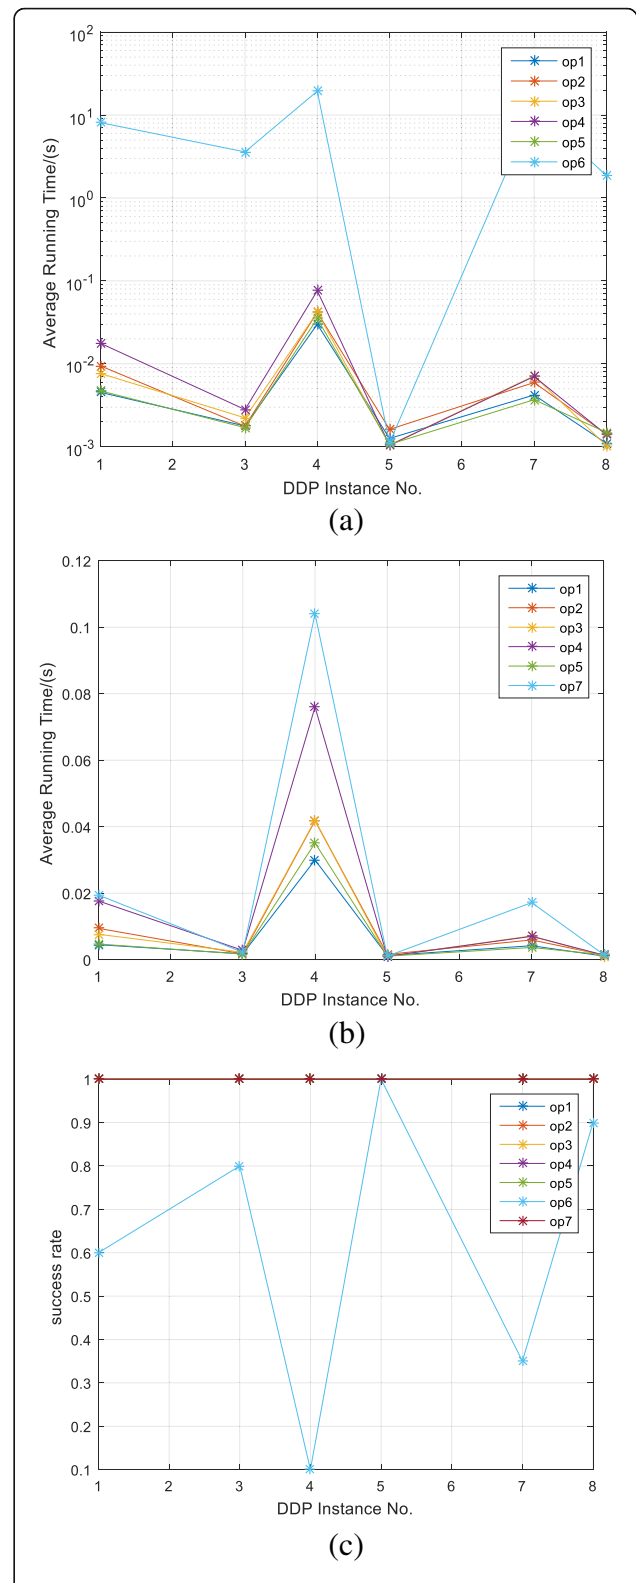 10^2
10^1
10^0
10^-1
10^-2
10^-3
Average Running Time/(s)
op1
op2
op3
op4
op5
op6
1 2 3 4 5 6 7 8
DDP Instance No.
(a)
0.12
0.1
0.08
0.06
0.04
0.02
0
Average Running Time/(s)
op1
op2
op3
op4
op5
op7
1 2 3 4 5 6 7 8
DDP Instance No.
(b)
1
0.9
0.8
0.7
0.6
0.5
0.4
0.3
0.2
0.1
success rate
op1
op2
op3
op4
op5
op6
op7
1 2 3 4 5 6 7 8
DDP Instance No.
(c)